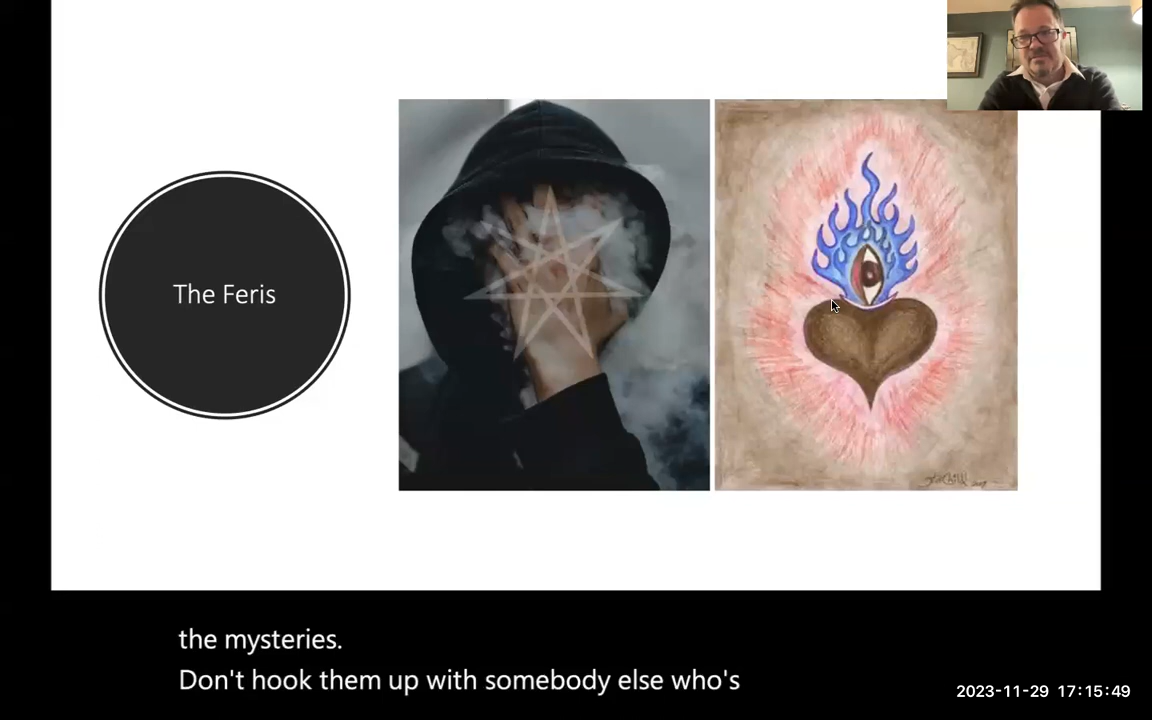 The Feris
the mysteries.
Don't hook them up with somebody else who's
2023-11-29 17:15:49